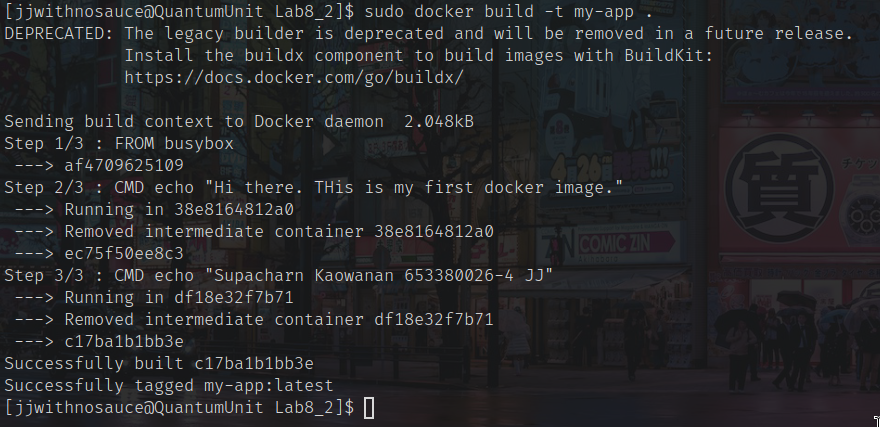 [jjwithnosauce@QuantumUnit Lab8_2]$ sudo docker build -t my-app .
DEPRECATED: The legacy builder is deprecated and will be removed in a future release.
            Install the buildx component to build images with BuildKit:
            https://docs.docker.com/go/buildx/

Sending build context to Docker daemon  2.048kB
Step 1/3 : FROM busybox
 ---> af4709625109
Step 2/3 : CMD echo "Hi there. THis is my first docker image."
 ---> Running in 38e8164812a0
 ---> Removed intermediate container 38e8164812a0
 ---> ec75f50ee8c3
Step 3/3 : CMD echo "Supacharn Kaowanan 653380026-4 JJ"
 ---> Running in df18e32f7b71
 ---> Removed intermediate container df18e32f7b71
 ---> c17ba1b1bb3e
Successfully built c17ba1b1bb3e
Successfully tagged my-app:latest
[jjwithnosauce@QuantumUnit Lab8_2]$
質
COMIC ZIN